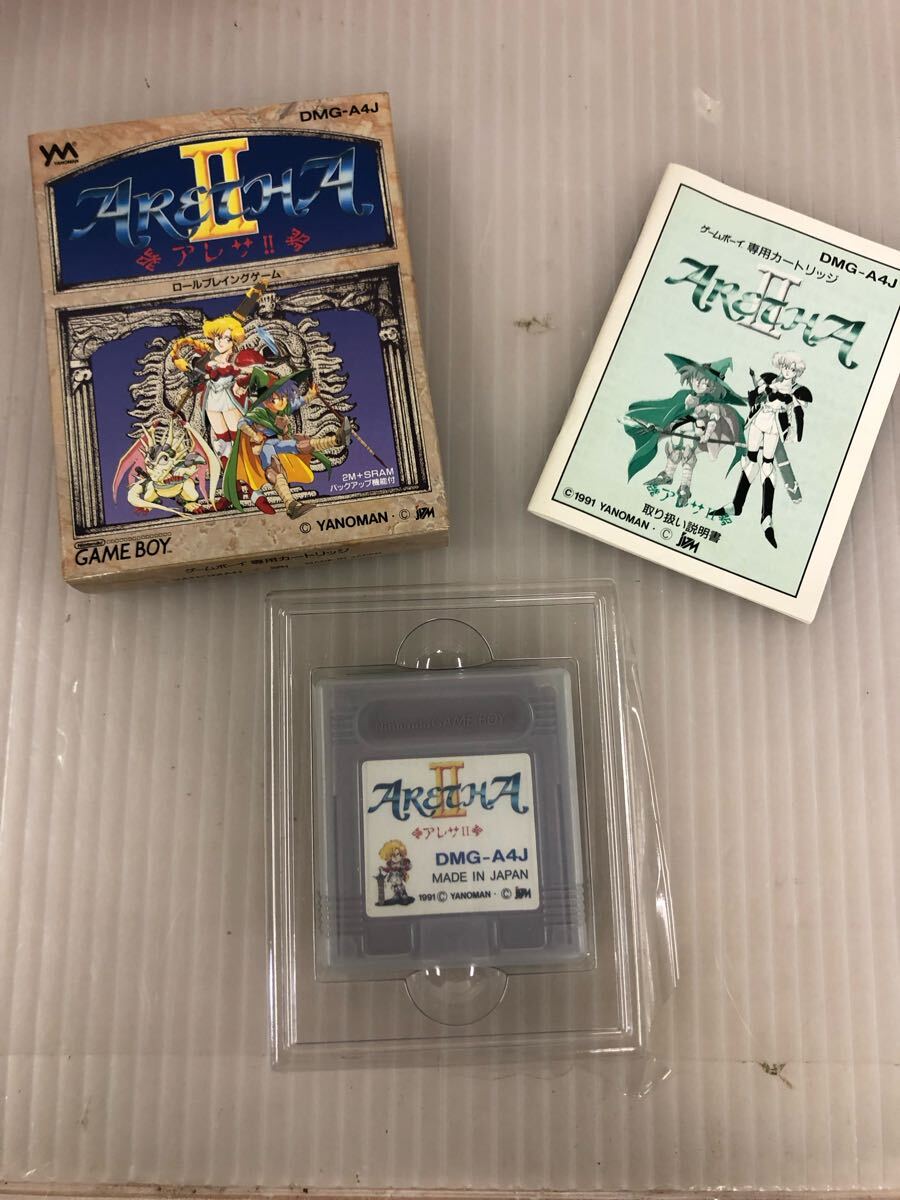 DMG-A4J
YM
YANOMAN
ARETHA II
アレサII
ロールプレイングゲーム
2M+SRAM
バックアップ機能付
© YANOMAN・©
Nintendo
GAME BOY™
ゲームボーイ 専用カートリッジ
ゲームボーイ 専用カートリッジ
DMG-A4J
ARETHA II
アレサII
©1991 YANOMAN・©
取り扱い説明書
Nintendo GAME BOY
ARETHA II
アレサII
DMG-A4J
MADE IN JAPAN
1991 © YANOMAN・©